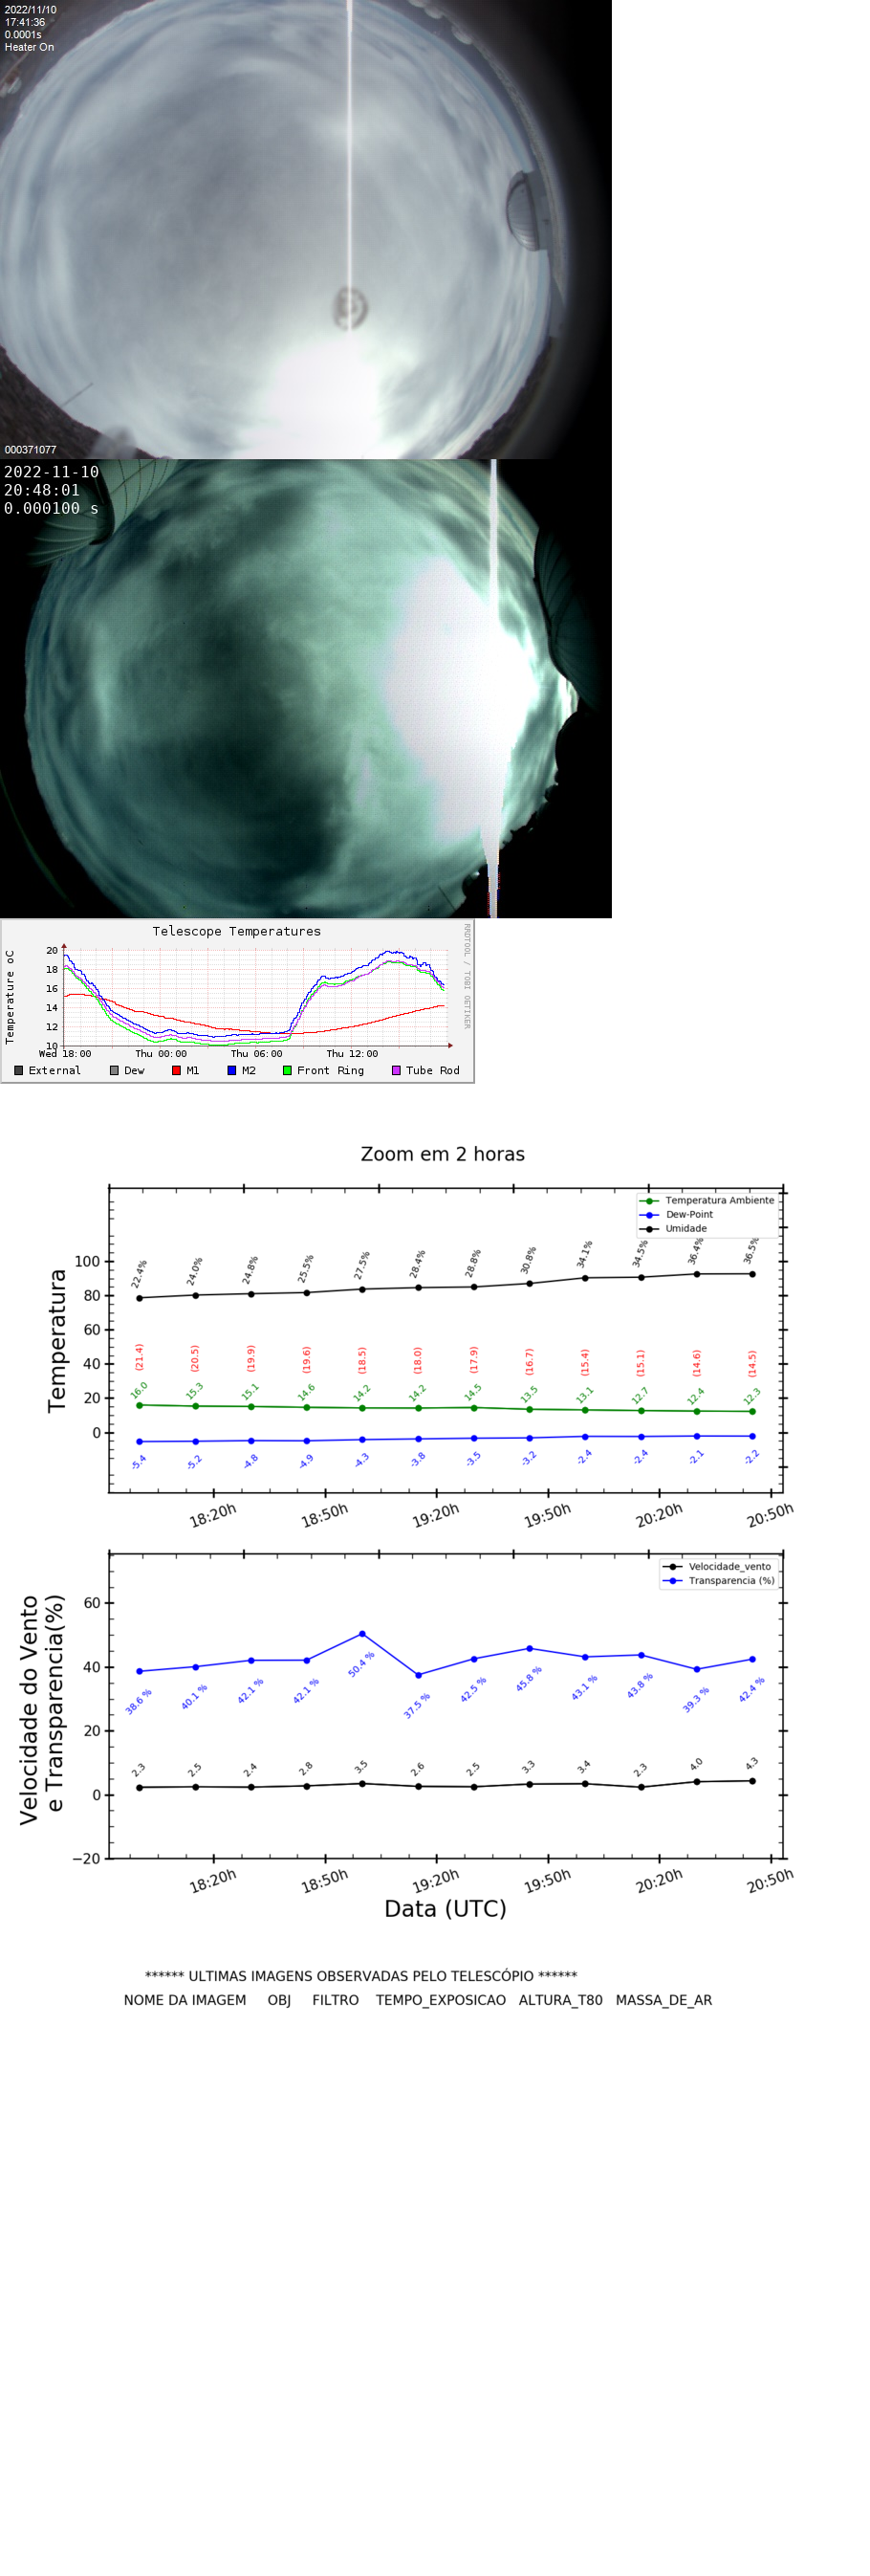 2022/11/10
17:41:36
0.0001s
Heater On
000371077
2022-11-10
20:48:01
0.000100 s
Telescope Temperatures
RRDTOOL / TOBI OETIKER
Temperature oC
20
18
16
14
12
10
Wed 18:00 Thu 00:00 Thu 06:00 Thu 12:00
External Dew M1 M2 Front Ring Tube Rod
Zoom em 2 horas
Temperatura Ambiente
Dew-Point
Umidade
Temperatura
100
80
60
40
20
0
22.4% 24.0% 24.8% 25.5% 27.5% 28.4% 28.8% 30.8% 34.1% 34.5% 36.4% 36.5%
(21.4) (20.5) (19.9) (19.6) (18.5) (18.0) (17.9) (16.7) (15.4) (15.1) (14.6) (14.5)
16.0 15.3 15.1 14.6 14.2 14.2 14.5 13.5 13.1 12.7 12.4 12.3
-5.4 -5.2 -4.8 -4.9 -4.3 -3.8 -3.5 -3.2 -2.4 -2.4 -2.1 -2.2
18:20h 18:50h 19:20h 19:50h 20:20h 20:50h
Velocidade_vento
Transparencia (%)
Velocidade do Vento
e Transparencia(%)
60
40
20
0
−20
38.6 % 40.1 % 42.1 % 42.1 % 50.4 % 37.5 % 42.5 % 45.8 % 43.1 % 43.8 % 39.3 % 42.4 %
2.3 2.5 2.4 2.8 3.5 2.6 2.5 3.3 3.4 2.3 4.0 4.3
18:20h 18:50h 19:20h 19:50h 20:20h 20:50h
Data (UTC)
****** ULTIMAS IMAGENS OBSERVADAS PELO TELESCÓPIO ******
NOME DA IMAGEM OBJ FILTRO TEMPO_EXPOSICAO ALTURA_T80 MASSA_DE_AR